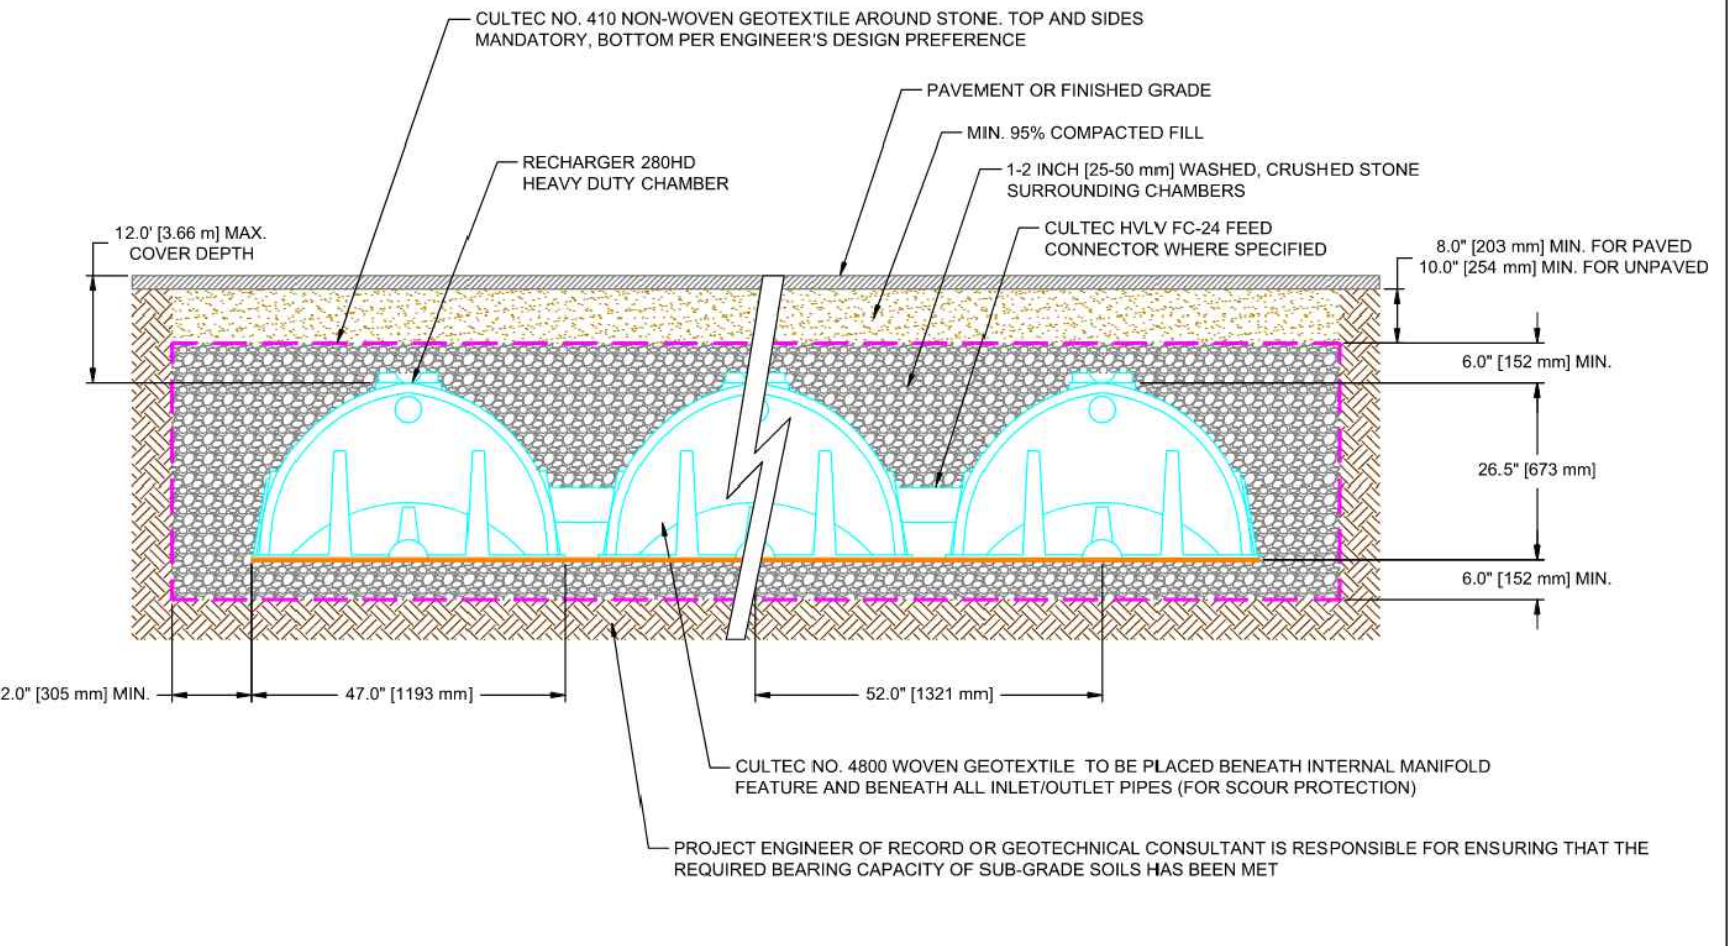 CULTEC NO. 410 NON-WOVEN GEOTEXTILE AROUND STONE. TOP AND SIDES
MANDATORY, BOTTOM PER ENGINEER'S DESIGN PREFERENCE
PAVEMENT OR FINISHED GRADE
MIN. 95% COMPACTED FILL
RECHARGER 280HD
HEAVY DUTY CHAMBER
1-2 INCH [25-50 mm] WASHED, CRUSHED STONE
SURROUNDING CHAMBERS
CULTEC HVLV FC-24 FEED
CONNECTOR WHERE SPECIFIED
12.0' [3.66 m] MAX.
COVER DEPTH
8.0" [203 mm] MIN. FOR PAVED
10.0" [254 mm] MIN. FOR UNPAVED
6.0" [152 mm] MIN.
26.5" [673 mm]
6.0" [152 mm] MIN.
2.0" [305 mm] MIN.
47.0" [1193 mm]
52.0" [1321 mm]
CULTEC NO. 4800 WOVEN GEOTEXTILE TO BE PLACED BENEATH INTERNAL MANIFOLD
FEATURE AND BENEATH ALL INLET/OUTLET PIPES (FOR SCOUR PROTECTION)
PROJECT ENGINEER OF RECORD OR GEOTECHNICAL CONSULTANT IS RESPONSIBLE FOR ENSURING THAT THE
REQUIRED BEARING CAPACITY OF SUB-GRADE SOILS HAS BEEN MET